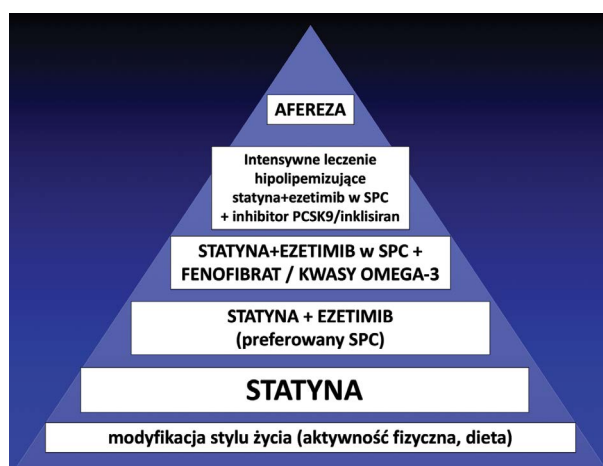 AFEREZA
Intensywne leczenie
hipolipemizujące
statyna+ezetimib w SPC
+ inhibitor PCSK9/inklisiran
STATYNA+EZETIMIB w SPC +
FENOFIBRAT / KWASY OMEGA-3
STATYNA + EZETIMIB
(preferowany SPC)
STATYNA
modyfikacja stylu życia (aktywność fizyczna, dieta)